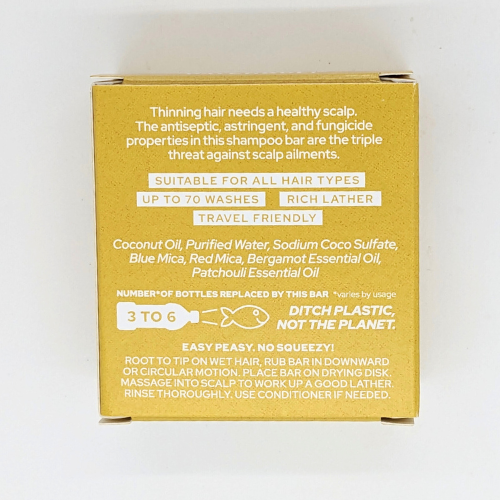 Thinning hair needs a healthy scalp.
The antiseptic, astringent, and fungicide
properties in this shampoo bar are the triple
threat against scalp ailments.
SUITABLE FOR ALL HAIR TYPES
UP TO 70 WASHES RICH LATHER
TRAVEL FRIENDLY
Coconut Oil, Purified Water, Sodium Coco Sulfate,
Blue Mica, Red Mica, Bergamot Essential Oil,
Patchouli Essential Oil
NUMBER*OF BOTTLES REPLACED BY THIS BAR *varies by usage
3 TO 6
DITCH PLASTIC,
NOT THE PLANET.
EASY PEASY. NO SQUEEZY!
ROOT TO TIP ON WET HAIR, RUB BAR IN DOWNWARD
OR CIRCULAR MOTION. PLACE BAR ON DRYING DISK.
MASSAGE INTO SCALP TO WORK UP A GOOD LATHER.
RINSE THOROUGHLY. USE CONDITIONER IF NEEDED.